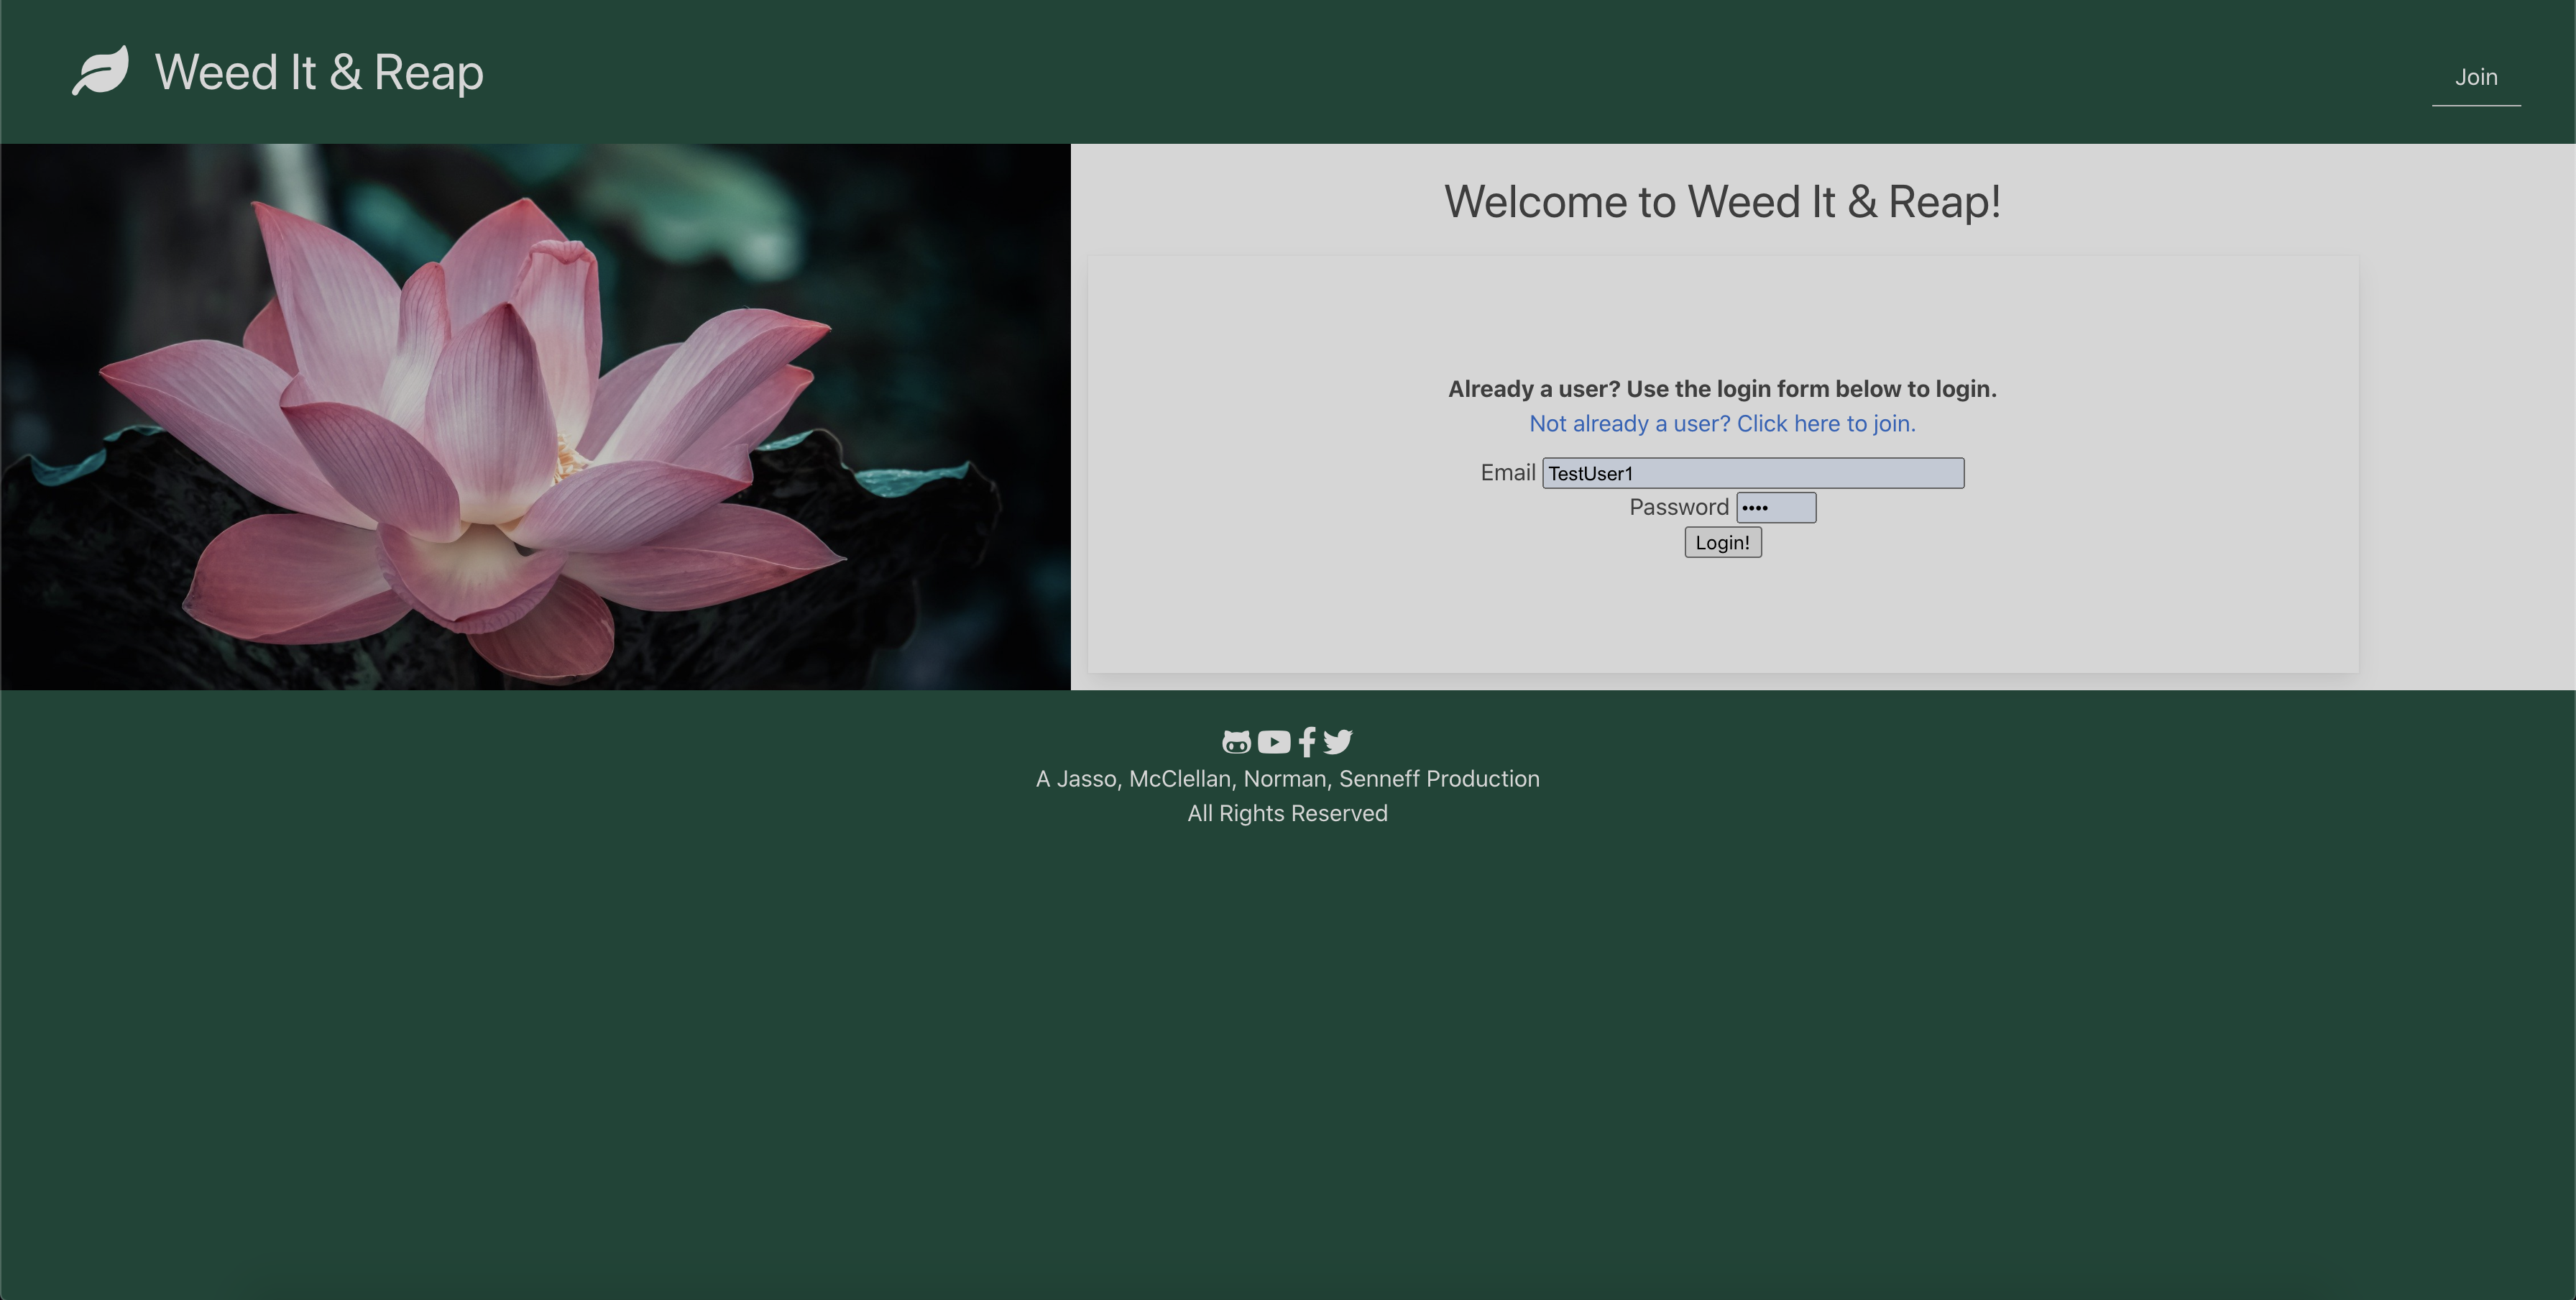 Weed It & Reap
Join
Welcome to Weed It & Reap!
Already a user? Use the login form below to login.
Not already a user? Click here to join.
Email TestUser1
Password ••••
Login!
A Jasso, McClellan, Norman, Senneff Production
All Rights Reserved